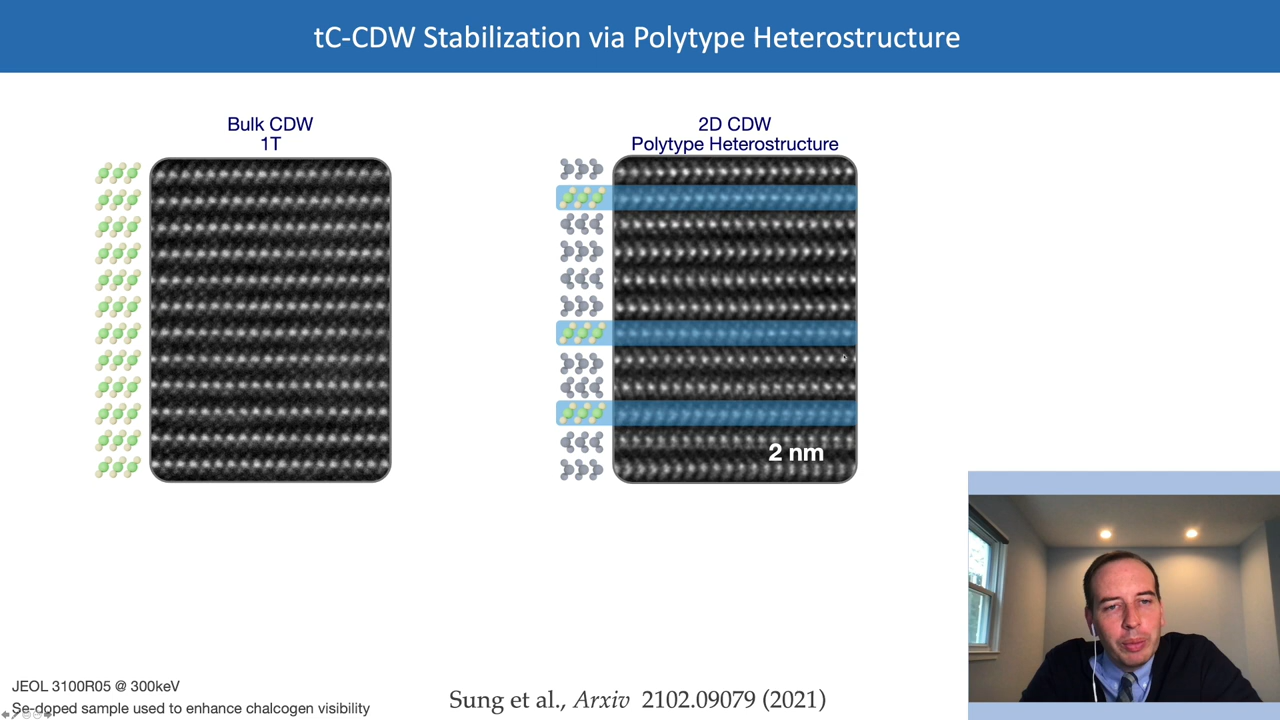 tC-CDW Stabilization via Polytype Heterostructure
Bulk CDW
1T
2D CDW
Polytype Heterostructure
2 nm
JEOL 3100R05 @ 300keV
Se-doped sample used to enhance chalcogen visibility
Sung et al., Arxiv 2102.09079 (2021)